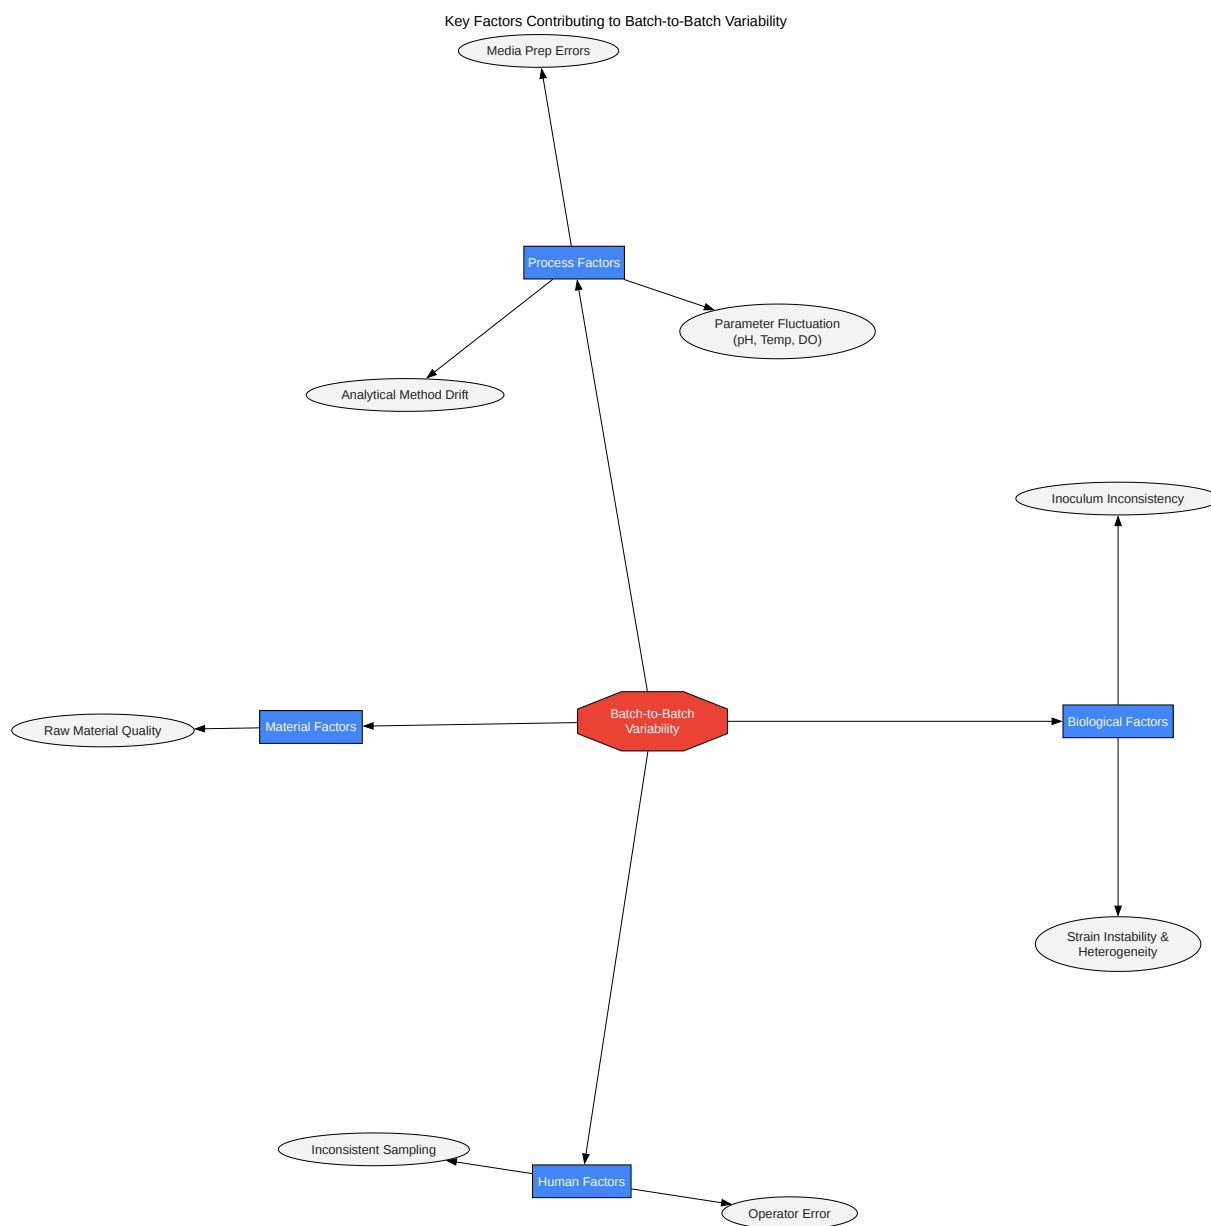 Key Factors Contributing to Batch-to-Batch Variability
Media Prep Errors
Process Factors
Parameter Fluctuation
(pH, Temp, DO)
Analytical Method Drift
Inoculum Inconsistency
Batch-to-Batch
Variability
Biological Factors
Material Factors
Raw Material Quality
Strain Instability &
Heterogeneity
Inconsistent Sampling
Human Factors
Operator Error